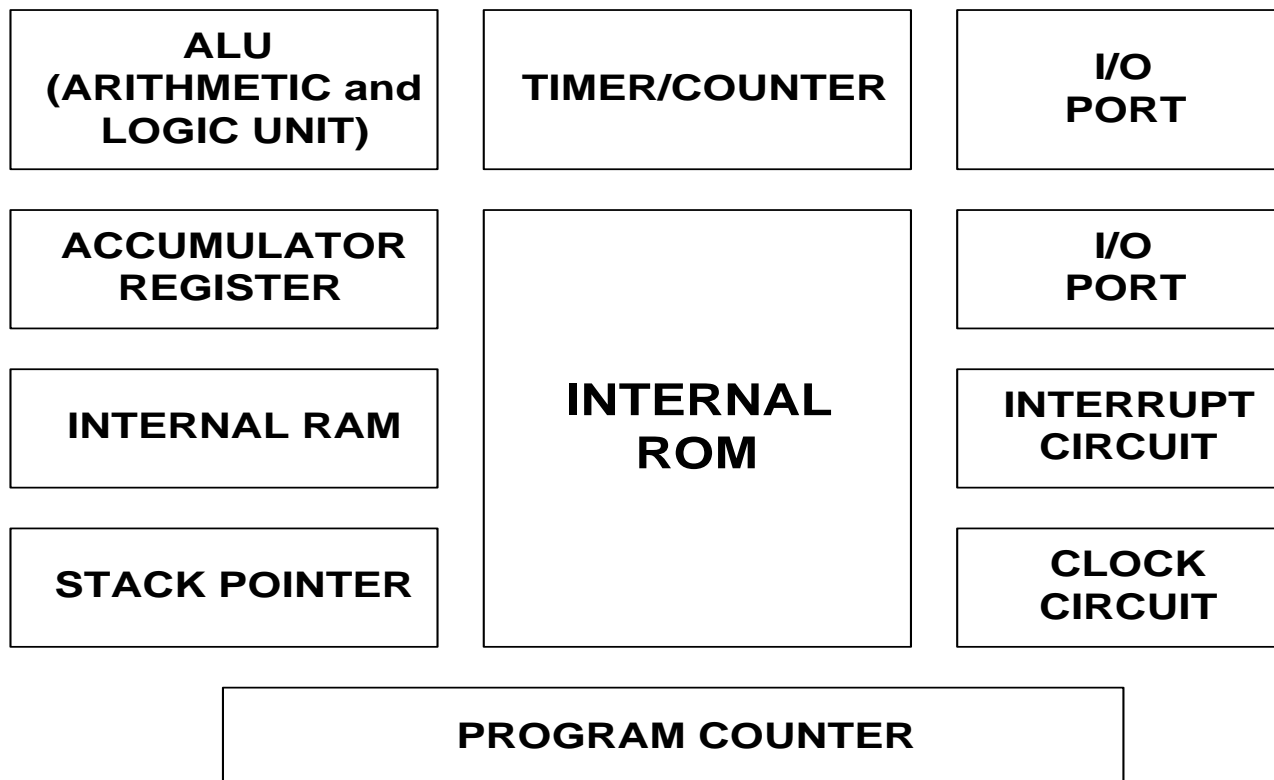 ALU
(ARITHMETIC and
LOGIC UNIT)
TIMER/COUNTER
I/O
PORT
ACCUMULATOR
REGISTER
INTERNAL
ROM
I/O
PORT
INTERNAL RAM
INTERRUPT
CIRCUIT
STACK POINTER
CLOCK
CIRCUIT
PROGRAM COUNTER